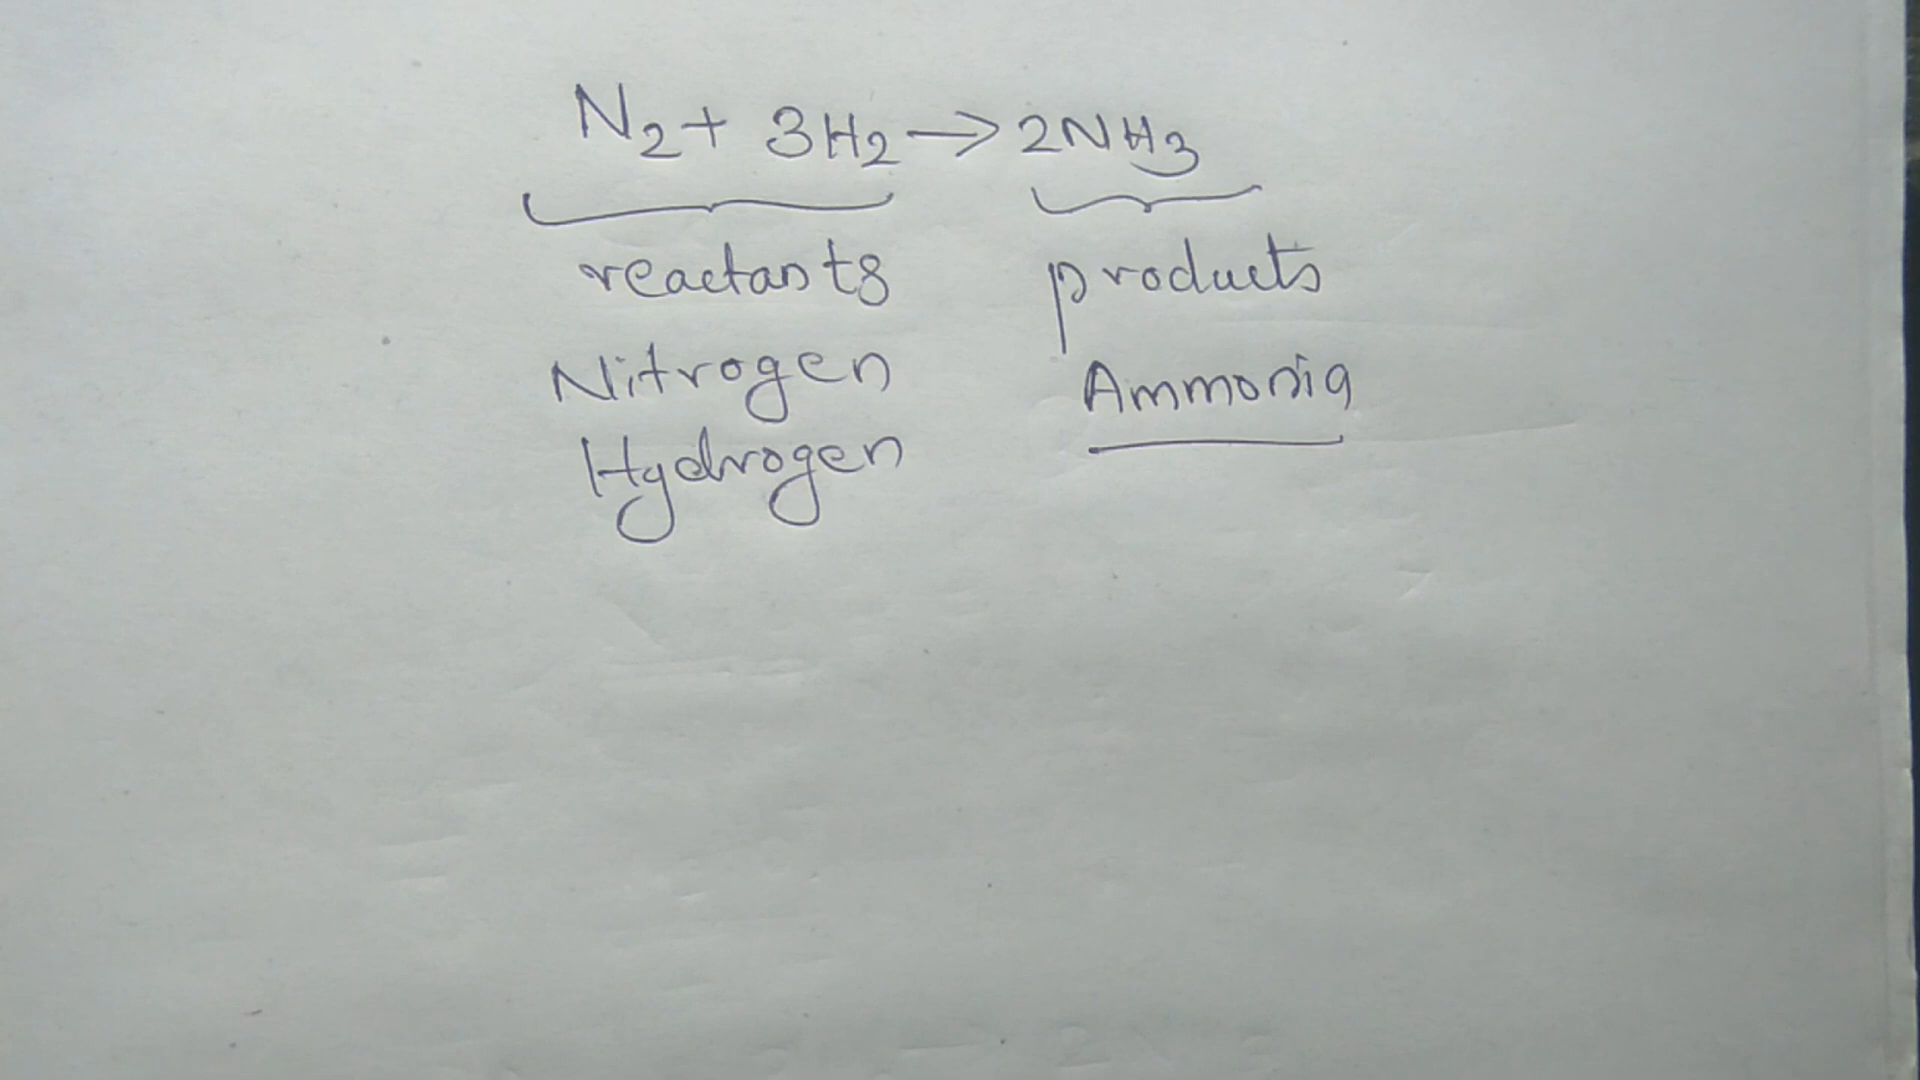 N₂ + 3H₂ → 2NH₃
reactants products
Nitrogen Ammonia
Hydrogen